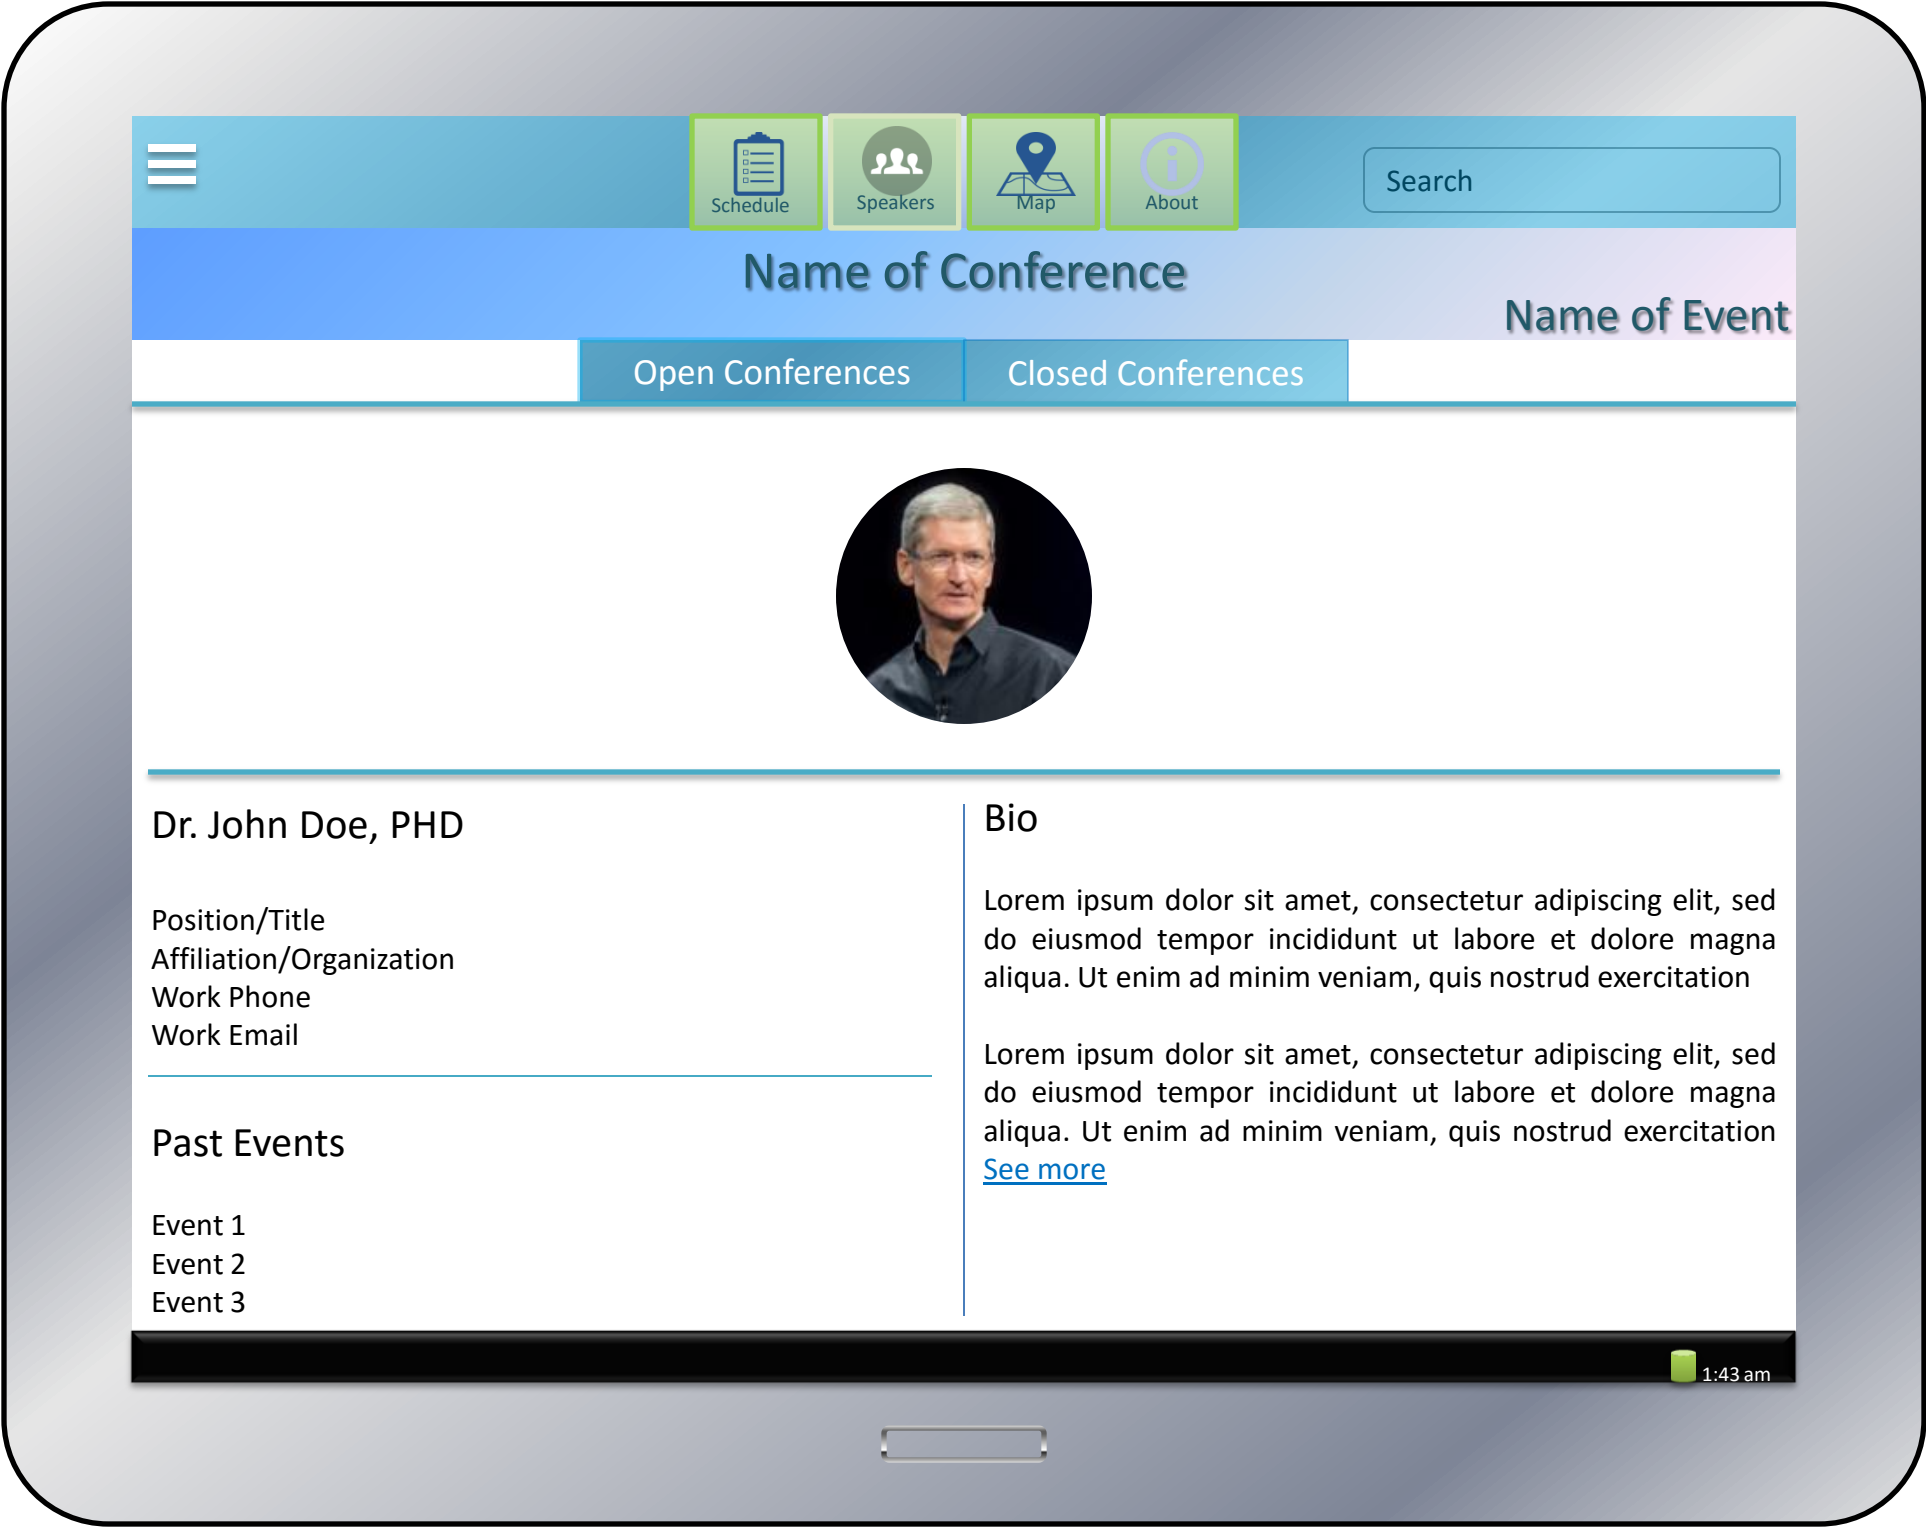 Schedule
Speakers
Map
About
Search
Name of Conference
Name of Event
Open Conferences
Closed Conferences
Dr. John Doe, PHD
Position/Title
Affiliation/Organization
Work Phone
Work Email
Past Events
Event 1
Event 2
Event 3
Bio
Lorem ipsum dolor sit amet, consectetur adipiscing elit, sed
do eiusmod tempor incididunt ut labore et dolore magna
aliqua. Ut enim ad minim veniam, quis nostrud exercitation
Lorem ipsum dolor sit amet, consectetur adipiscing elit, sed
do eiusmod tempor incididunt ut labore et dolore magna
aliqua. Ut enim ad minim veniam, quis nostrud exercitation
See more
1:43 am